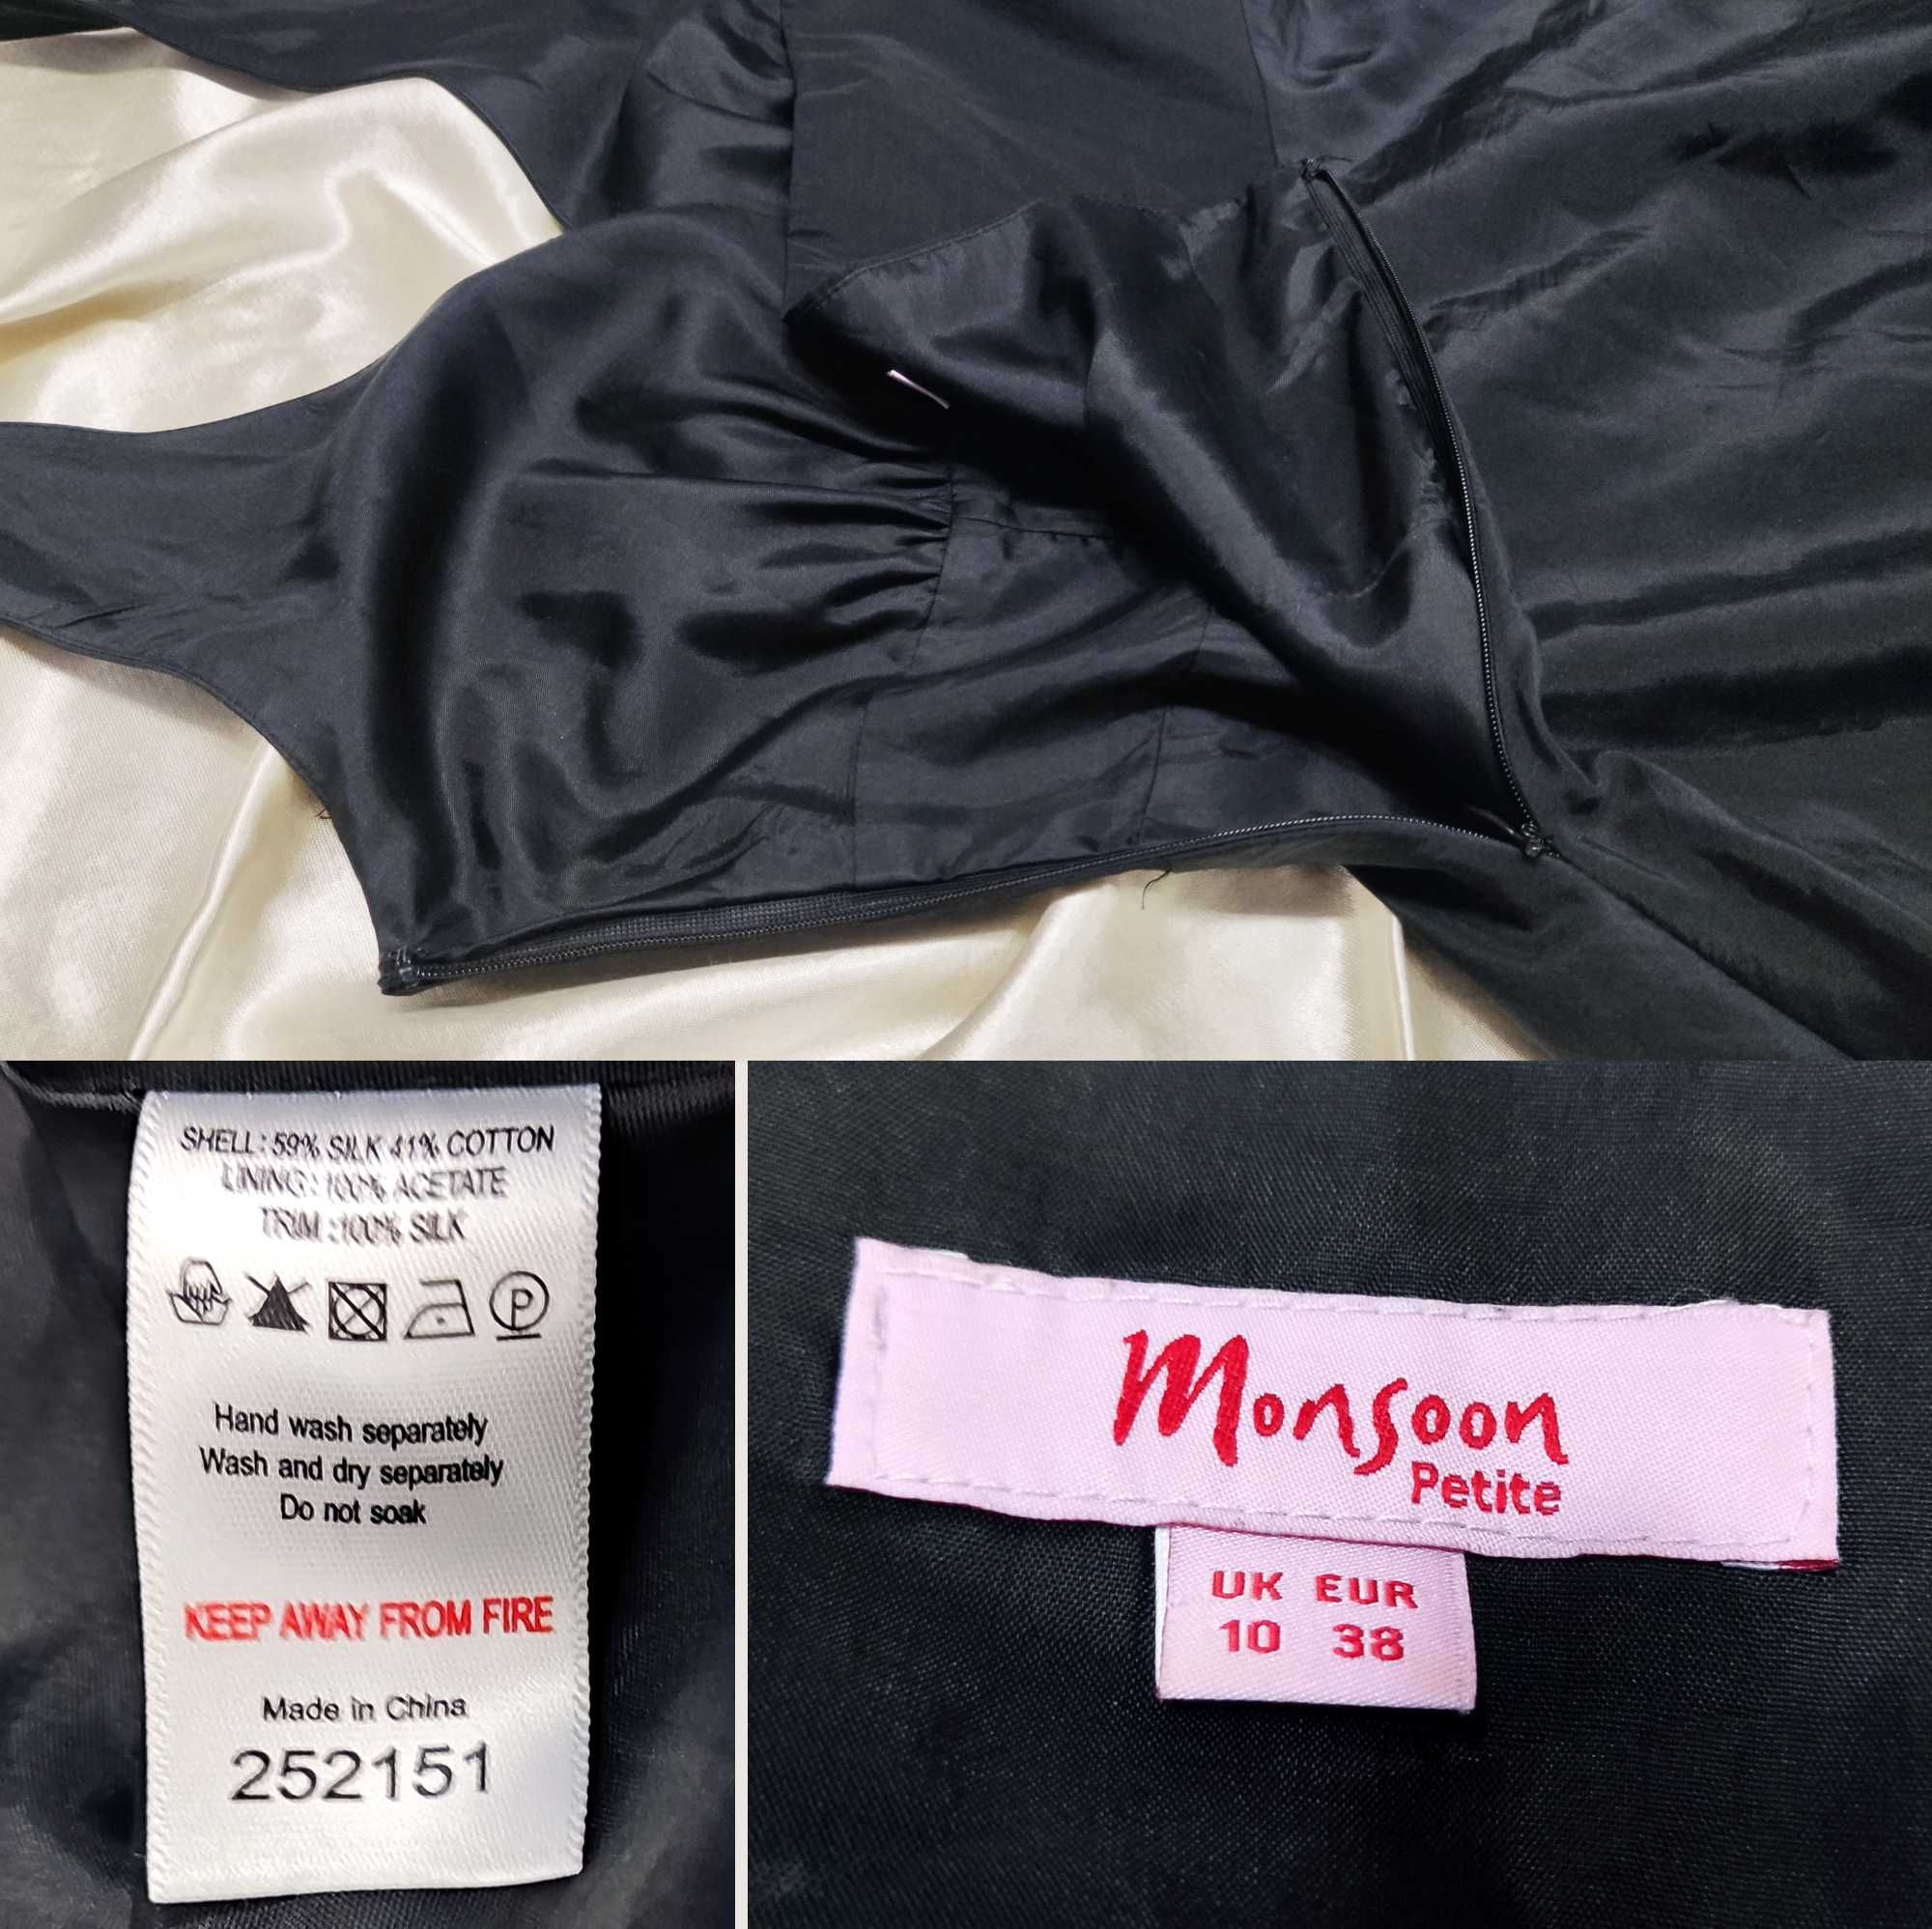 SHELL: 59% SILK 41% COTTON
LINING: 100% ACETATE
TRIM: 100% SILK
P
Hand wash separately
Wash and dry separately
Do not soak
KEEP AWAY FROM FIRE
Made in China
252151
Monsoon
Petite
UK EUR
10 38